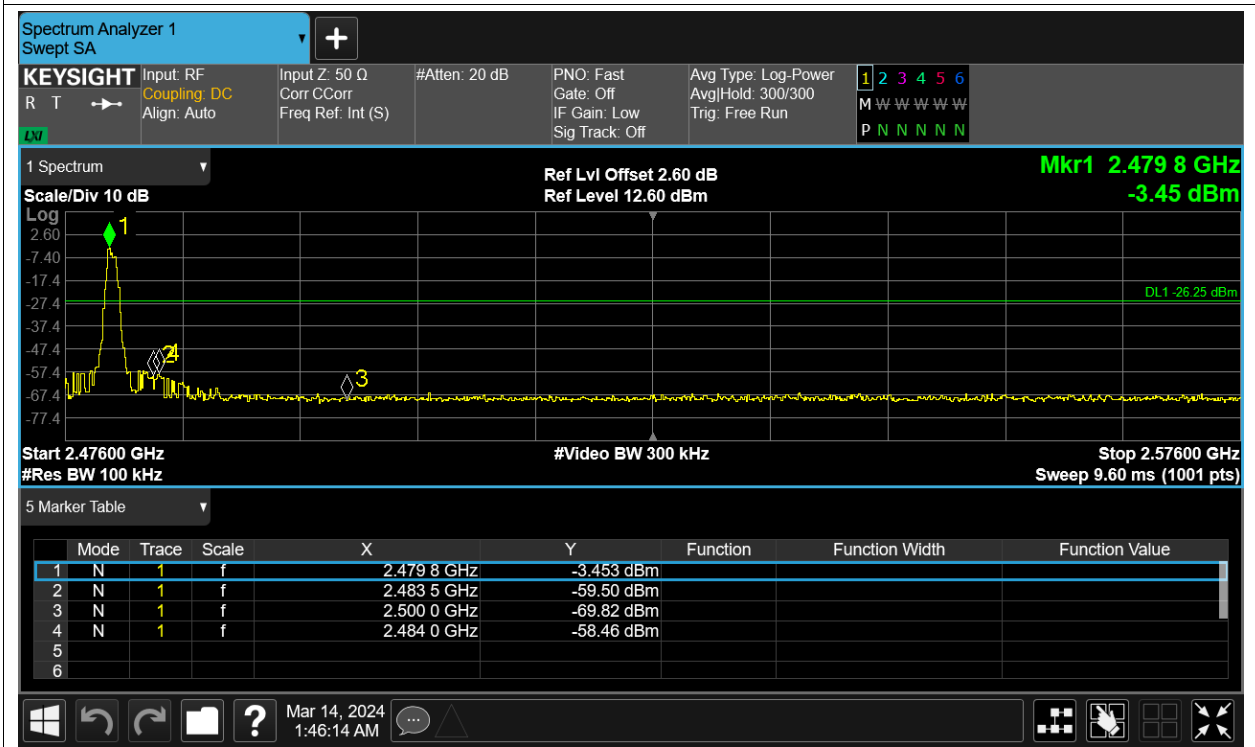 Spectrum Analyzer 1
Swept SA
KEYSIGHT Input: RF Input Z: 50 Ω #Atten: 20 dB PNO: Fast Avg Type: Log-Power 1 2 3 4 5 6
R T Coupling: DC Corr CCorr Gate: Off Avg|Hold: 300/300 M W W W W W W
Align: Auto Freq Ref: Int (S) IF Gain: Low Trig: Free Run
LXI Sig Track: Off P N N N N N N
1 Spectrum Ref Lvl Offset 2.60 dB Mkr1 2.479 8 GHz
Scale/Div 10 dB Ref Level 12.60 dBm -3.45 dBm
Log
1
2.60
-7.40
-17.4
DL1 -26.25 dBm
-27.4
-37.4
-47.4
2 4
-57.4
3
-67.4
-77.4
Start 2.47600 GHz #Video BW 300 kHz Stop 2.57600 GHz
#Res BW 100 kHz Sweep 9.60 ms (1001 pts)
5 Marker Table
Mode Trace Scale X Y Function Function Width Function Value
1 N 1 f 2.479 8 GHz -3.453 dBm
2 N 1 f 2.483 5 GHz -59.50 dBm
3 N 1 f 2.500 0 GHz -69.82 dBm
4 N 1 f 2.484 0 GHz -58.46 dBm
5
6
? Mar 14, 2024
1:46:14 AM